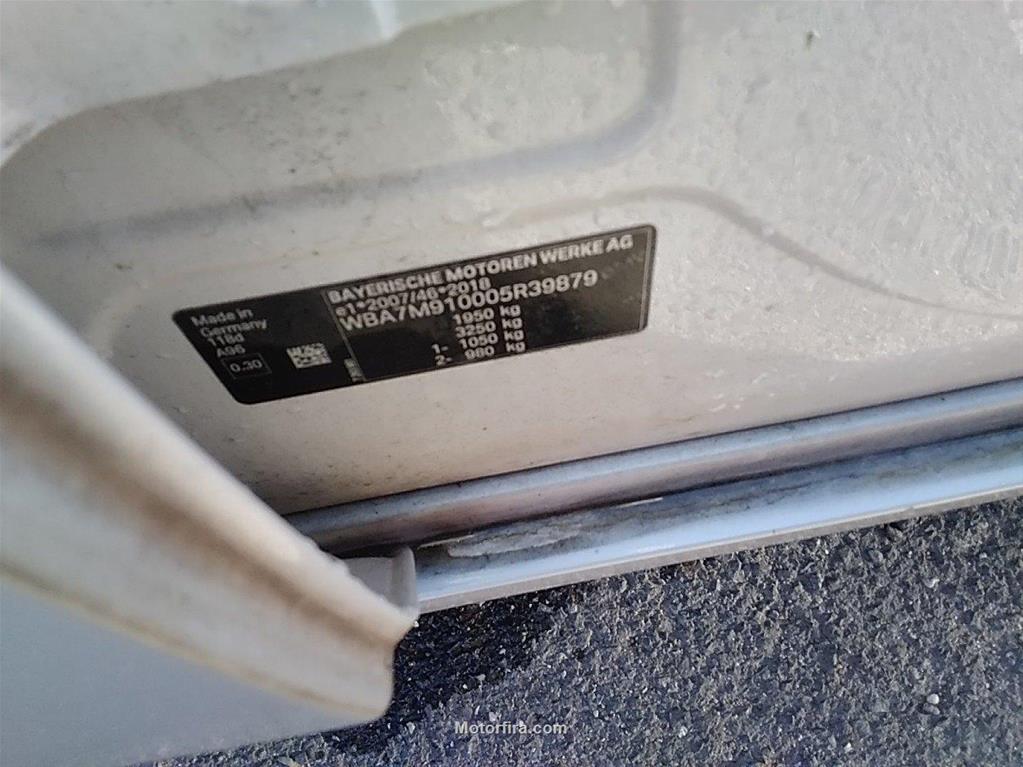 BAYERISCHE MOTOREN WERKE AG
e1*2007/46*2018
WBA7M910005R39879
1950 kg
3250 kg
1- 1050 kg
2- 980 kg
Made in
Germany
118d
A96
0.30
Motorfira.com